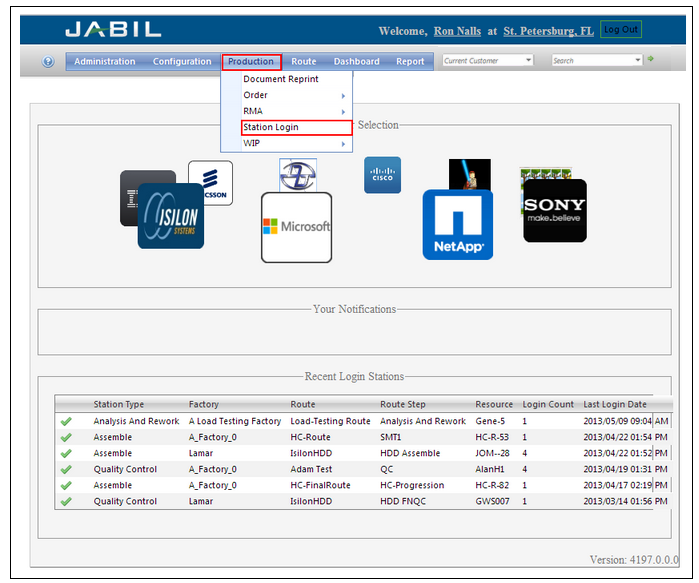 JABIL
Welcome, Ron Nalls at St. Petersburg, FL Log Out
Administration Configuration Production Route Dashboard Report Current Customer Search
Document Reprint
Order
RMA
Station Login
WIP
Selection
ISILON
SYSTEMS
CSSON
Microsoft
cisco
NetApp
SONY
make.believe
Your Notifications
Recent Login Stations
Station Type Factory Route Route Step Resource Login Count Last Login Date
Analysis And Rework A Load Testing Factory Load-Testing Route Analysis And Rework Gene-5 1 2013/05/09 09:04 AM
Assemble A_Factory_0 HC-Route SMT1 HC-R-53 1 2013/04/22 01:54 PM
Assemble Lamar IsilonHDD HDD Assemble JOM--28 4 2013/04/22 01:52 PM
Quality Control A_Factory_0 Adam Test QC AlanH1 4 2013/04/19 01:31 PM
Assemble A_Factory_0 HC-FinalRoute HC-Progression HC-R-82 1 2013/04/17 02:19 PM
Quality Control Lamar IsilonHDD HDD FNQC GWS007 1 2013/03/14 01:56 PM
Version: 4197.0.0.0